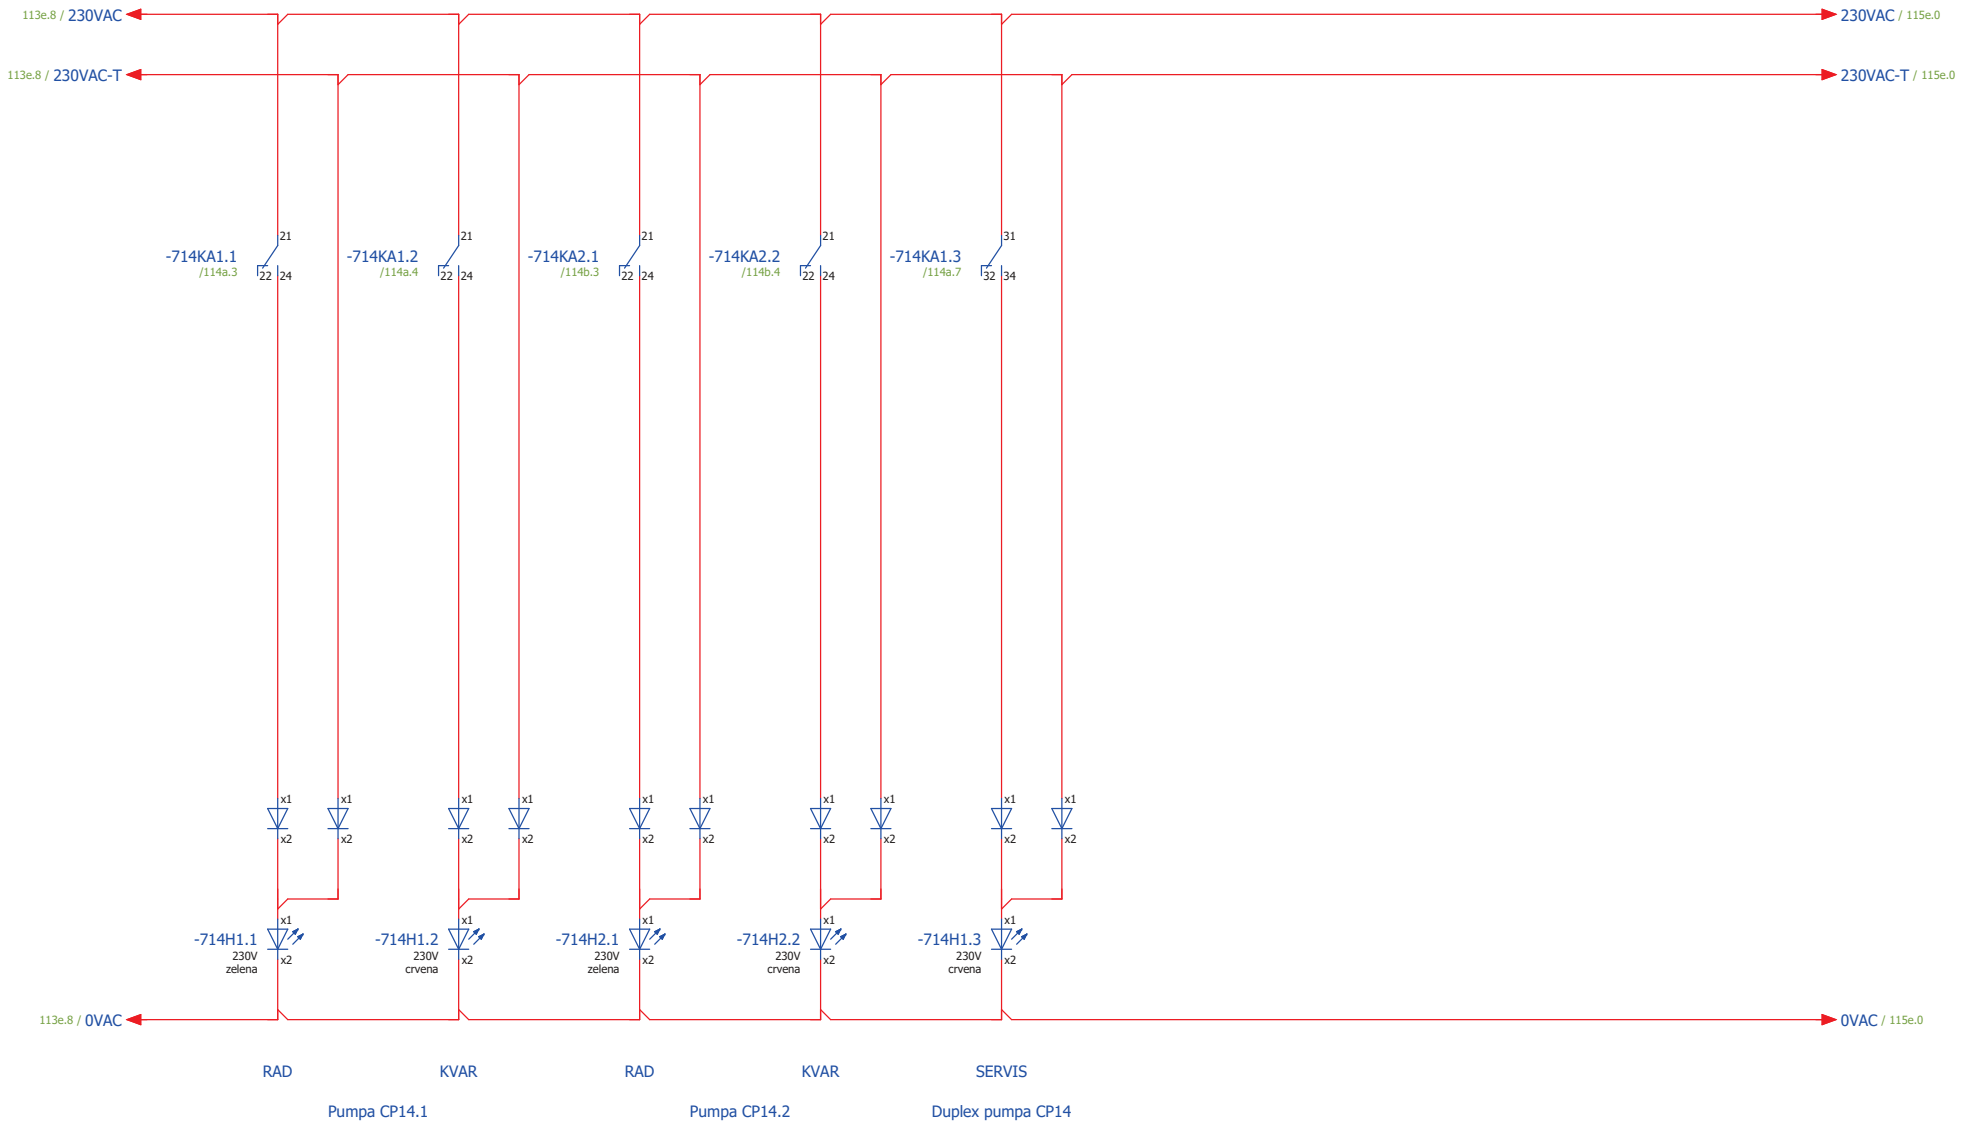 113e.8 / 230VAC
230VAC / 115e.0
113e.8 / 230VAC-T
230VAC-T / 115e.0
21
21
21
21
31
-714KA1.1
-714KA1.2
-714KA2.1
-714KA2.2
-714KA1.3
/114a.3
/114a.4
/114b.3
/114b.4
/114a.7
22 24
22 24
22 24
22 24
32 34
x1 x1 x1 x1 x1 x1 x1 x1 x1 x1
x2 x2 x2 x2 x2 x2 x2 x2 x2 x2
x1 x1 x1 x1 x1
-714H1.1
-714H1.2
-714H2.1
-714H2.2
-714H1.3
230V x2
230V x2
230V x2
230V x2
230V x2
zelena
crvena
zelena
crvena
crvena
113e.8 / 0VAC
0VAC / 115e.0
RAD
KVAR
RAD
KVAR
SERVIS
Pumpa CP14.1
Pumpa CP14.2
Duplex pumpa CP14